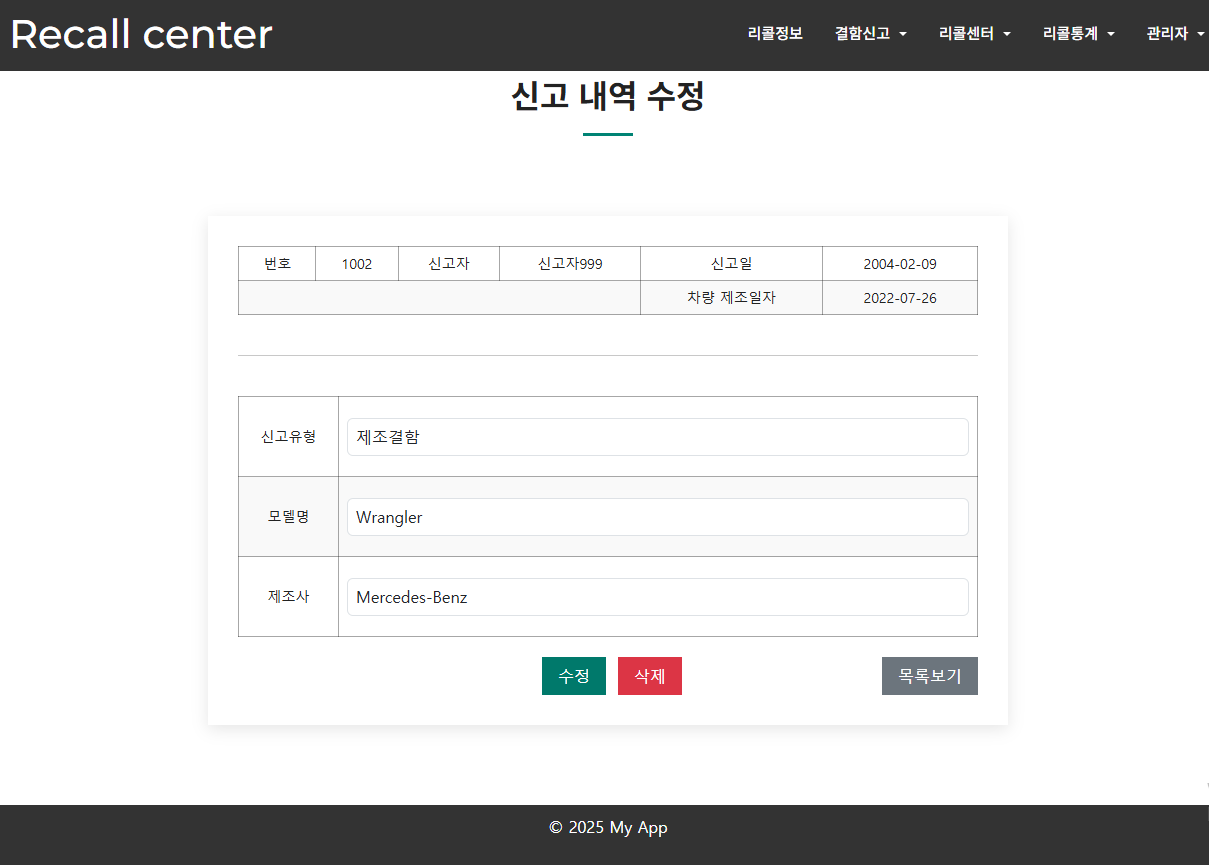 Recall center 리콜정보 결함신고 리콜센터 리콜통계 관리자
신고 내역 수정
번호 1002 신고자 신고자999 신고일 2004-02-09
차량 제조일자 2022-07-26
신고유형 제조결함
모델명 Wrangler
제조사 Mercedes-Benz
수정 삭제 목록보기
© 2025 My App